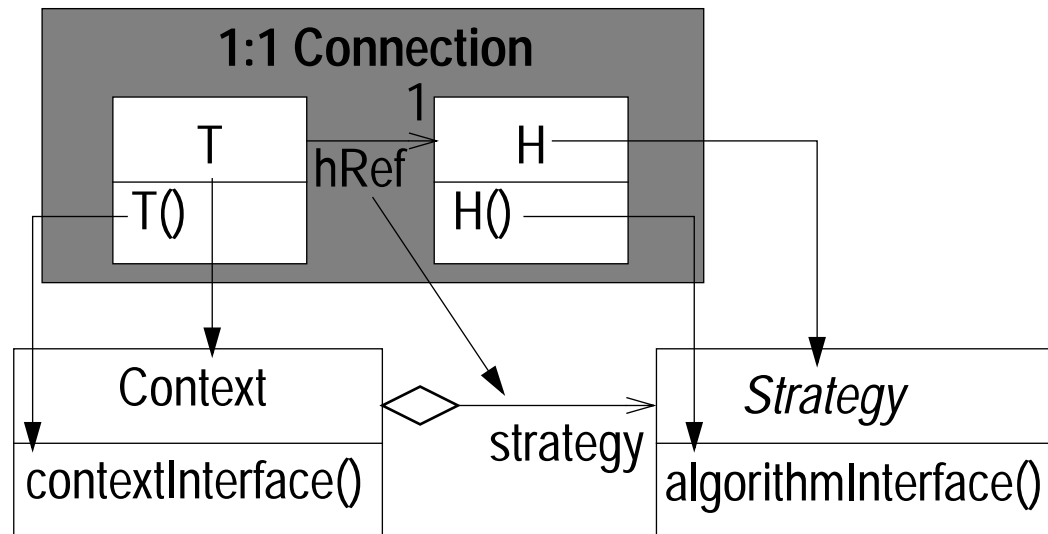 1:1 Connection
1
T
H
hRef
T()
H()
Context
Strategy
strategy
contextInterface()
algorithmInterface()